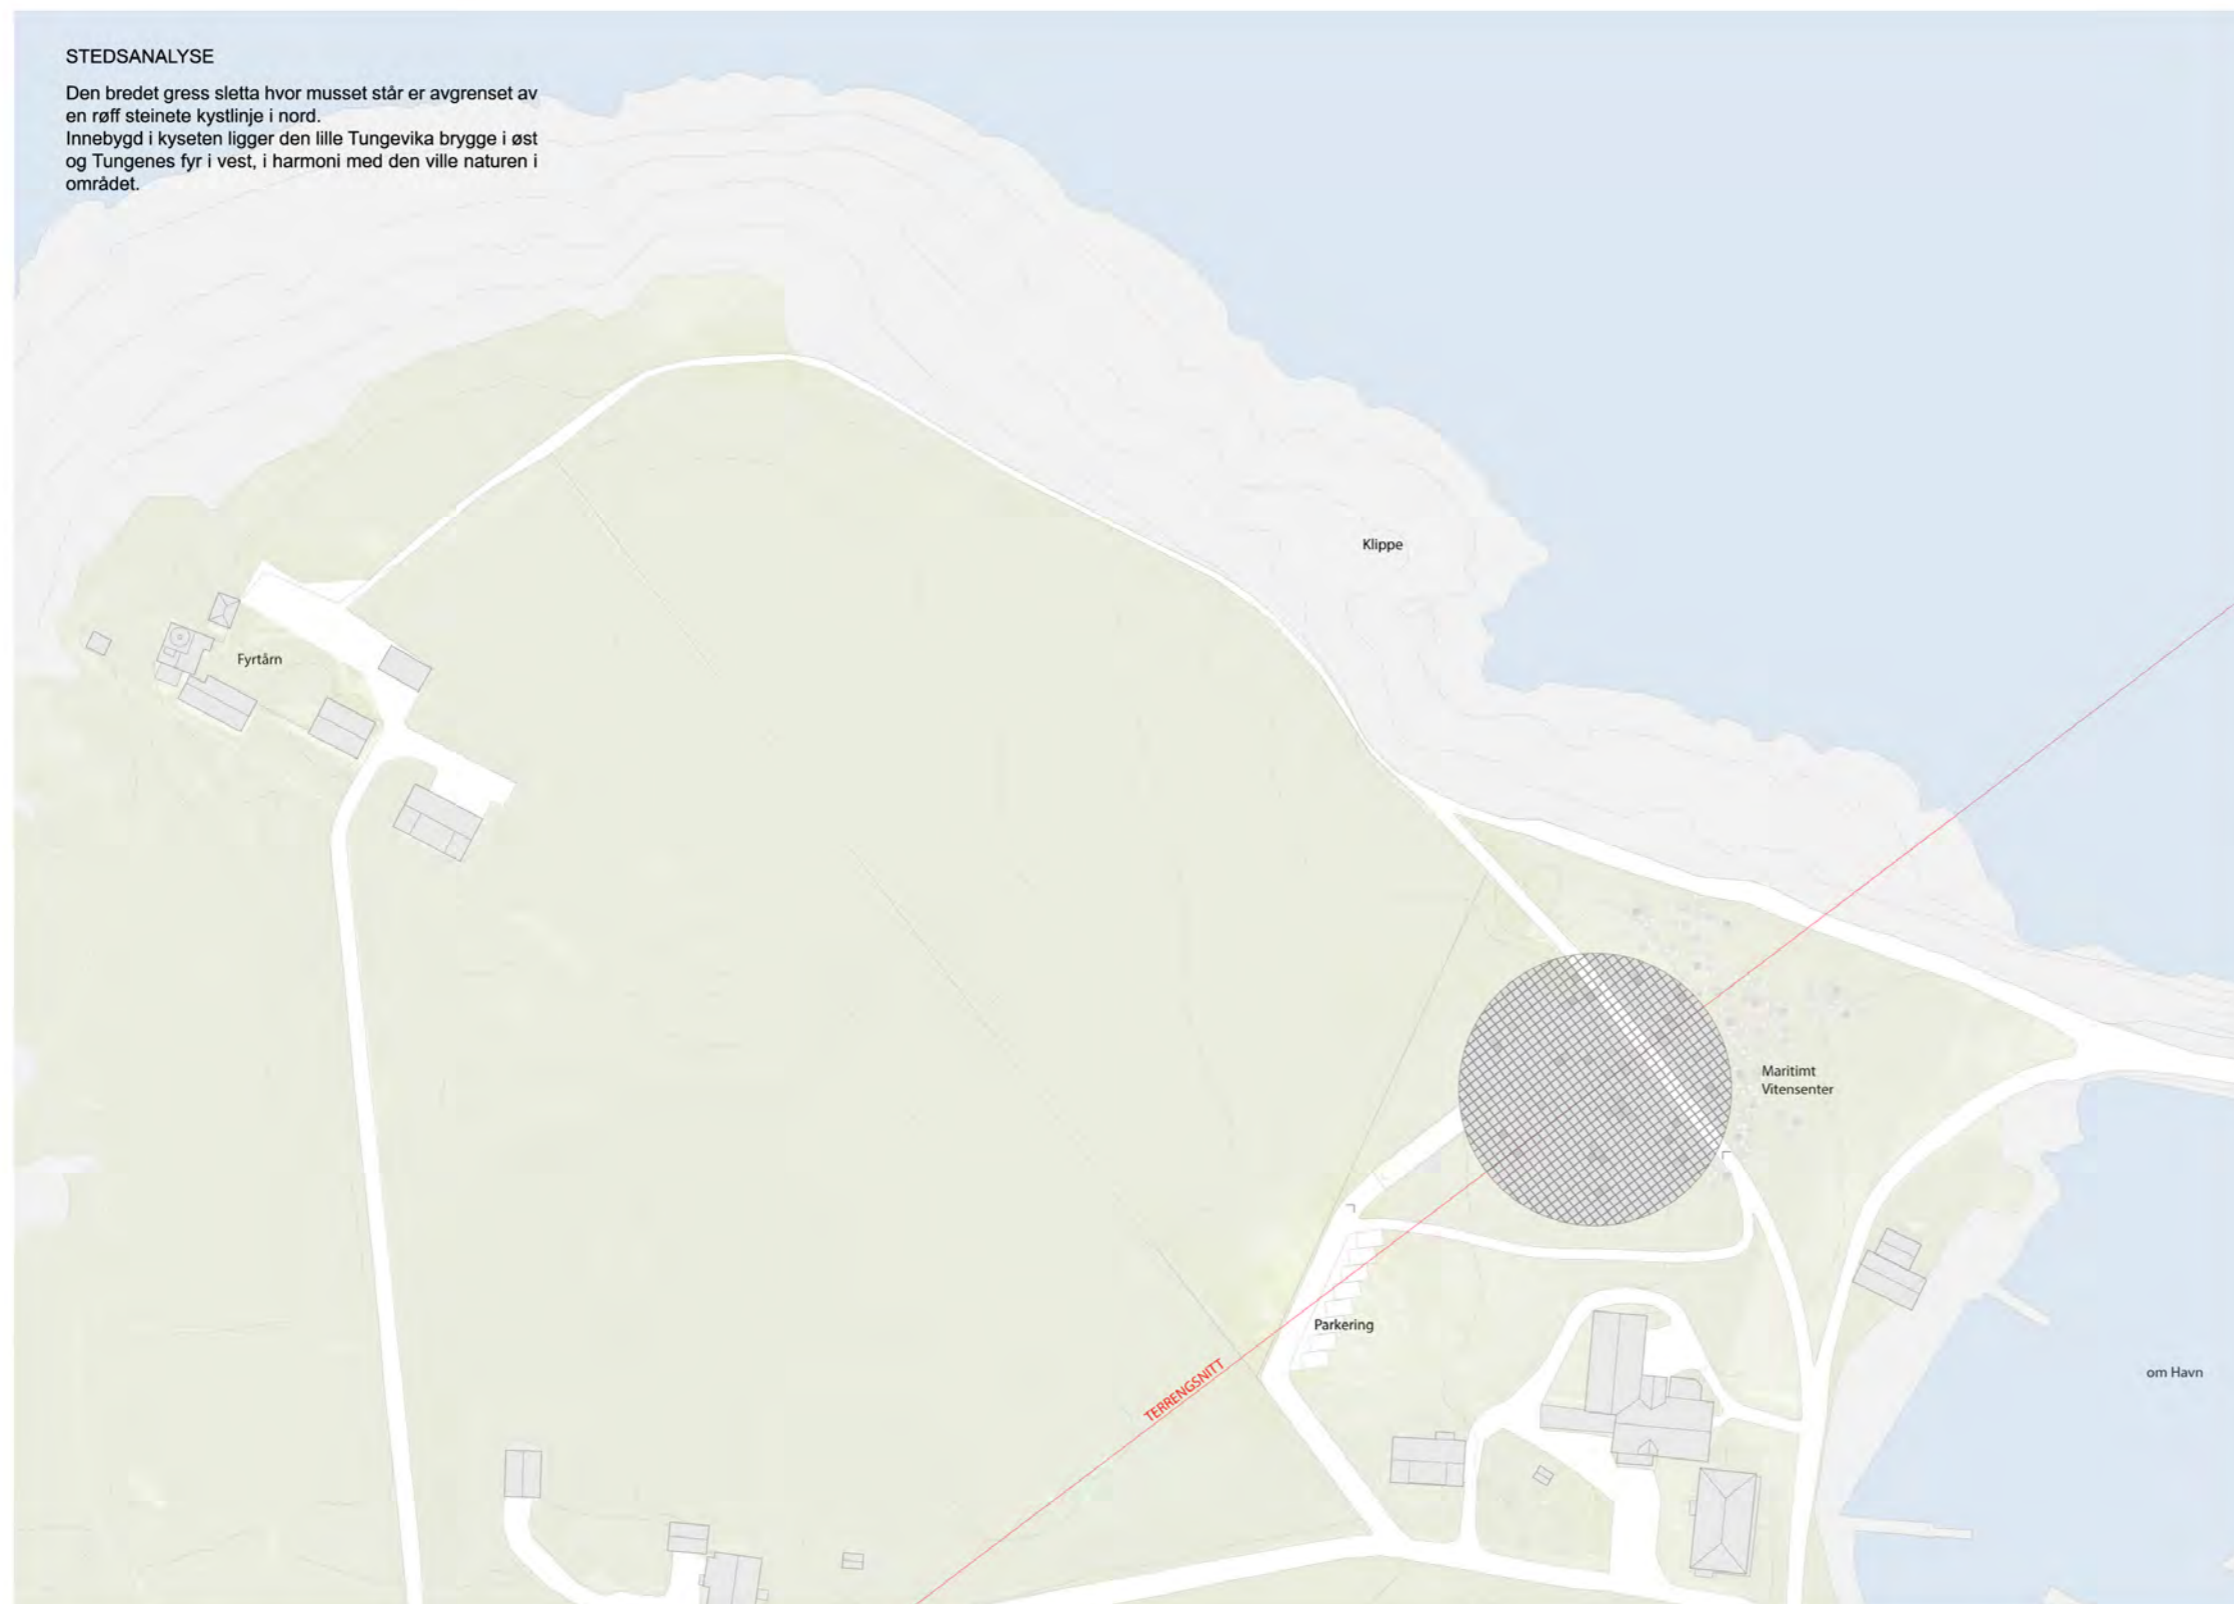 STEDSANALYSE
Den bredet gress sletta hvor musset står er avgrenset av
en røff steinete kystlinje i nord.
Innebygd i kyseten ligger den lille Tungevika brygge i øst
og Tungenes fyr i vest, i harmoni med den ville naturen i
området.
Klippe
Fyrtårn
Maritimt
Vitensenter
Parkering
TERRENGSNITT
om Havn